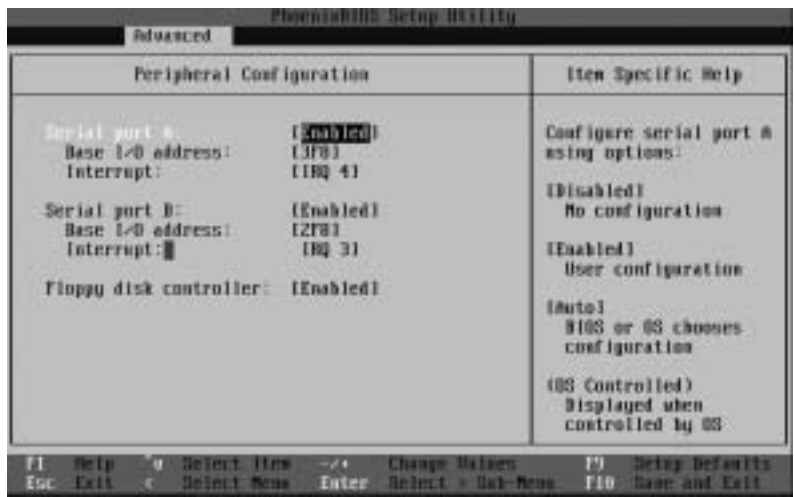 PhoenixBIOS Setup Utility
Advanced
Peripheral Configuration
Item Specific Help
Serial port A: [Enabled]
Base I/O address: [3F8]
Interrupt: [IRQ 4]
Serial port B: [Enabled]
Base I/O address: [2F8]
Interrupt: IRQ 3]
Floppy disk controller: [Enabled]
Configure serial port A
using options:
[Disabled]
No configuration
[Enabled]
User configuration
[Auto]
BIOS or OS chooses
configuration
(OS Controlled)
Displayed when
controlled by OS
F1 Help Select Item -/+ Change Values F9 Setup Defaults
Esc Exit Select Menu Enter Select > Sub-Menu F10 Save and Exit